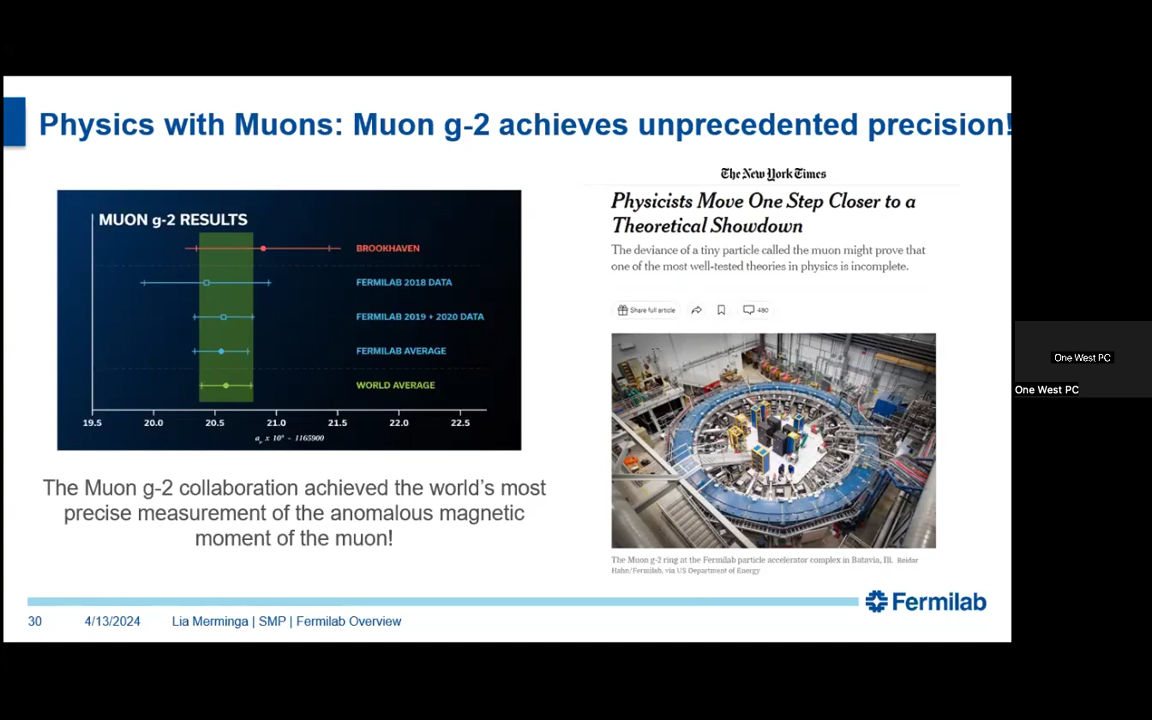 Physics with Muons: Muon g-2 achieves unprecedented precision!
MUON g-2 RESULTS
BROOKHAVEN
FERMILAB 2018 DATA
FERMILAB 2019 + 2020 DATA
FERMILAB AVERAGE
WORLD AVERAGE
19.5 20.0 20.5 21.0 21.5 22.0 22.5
aμ x 10⁹ – 1165900
The Muon g-2 collaboration achieved the world's most
precise measurement of the anomalous magnetic
moment of the muon!
The New York Times
Physicists Move One Step Closer to a
Theoretical Showdown
The deviance of a tiny particle called the muon might prove that
one of the most well-tested theories in physics is incomplete.
Share full article 480
The Muon g-2 ring at the Fermilab particle accelerator complex in Batavia, Ill. Reidar
Hahn/Fermilab, via US Department of Energy
Fermilab
30 4/13/2024 Lia Merminga | SMP | Fermilab Overview
One West PC
One West PC